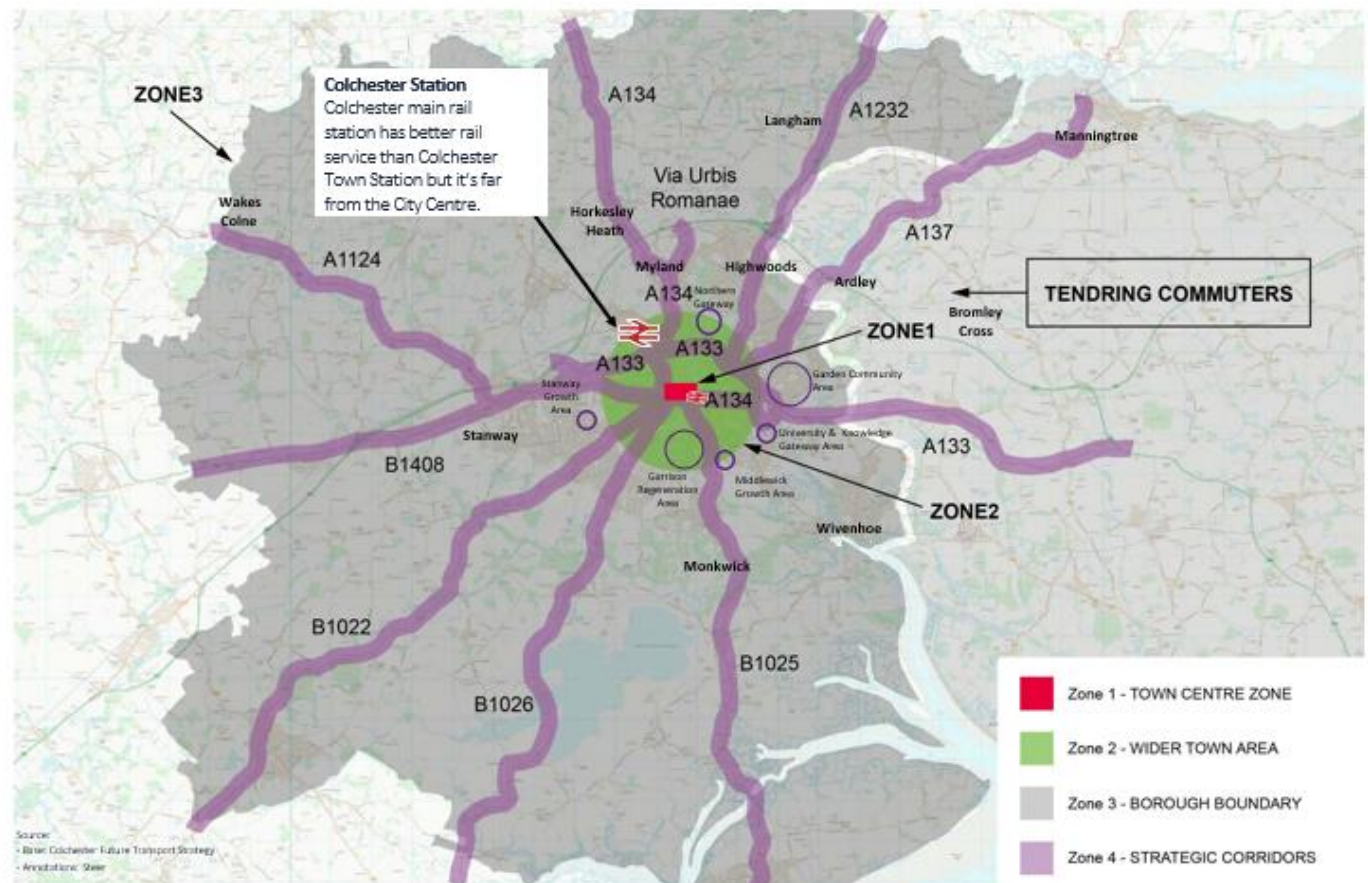 ZONE3
Colchester Station
Colchester main rail
station has better rail
service than Colchester
Town Station but it's far
from the City Centre.
A134
A1232
Langham
Manningtree
Via Urbis
Romanae
Wakes
Colne
Horkesley
Heath
A137
A1124
Myland
Highwoods
Ardley
TENDRING COMMUTERS
A134
Northern
Gateway
Bromley
Cross
ZONE1
A133
A133
Stanway
Growth
Area
Garden Community
Area
A134
Stanway
University & Knowledge
Gateway Area
A133
B1408
Garrison
Regeneration
Area
Middlewick
Growth Area
ZONE2
Wivenhoe
Monkwick
B1022
B1025
B1026
Zone 1 - TOWN CENTRE ZONE
Zone 2 - WIDER TOWN AREA
Zone 3 - BOROUGH BOUNDARY
Zone 4 - STRATEGIC CORRIDORS
Source:
- Base: Colchester Future Transport Strategy
- Annotations: Steer